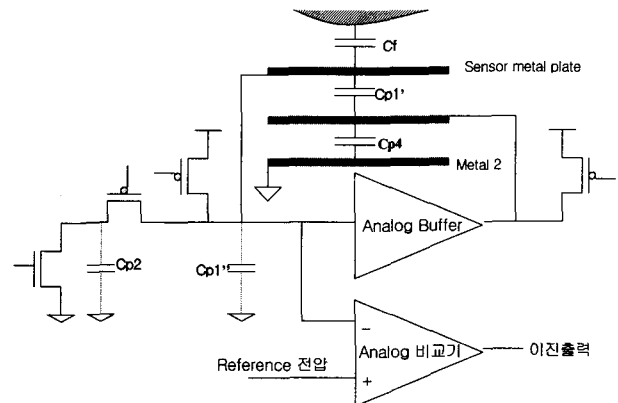 Cf
Sensor metal plate
Cp1'
Cp4
Metal 2
Analog Buffer
Cp2
Cp1''
−
Analog 비교기
이진출력
Reference 전압
+